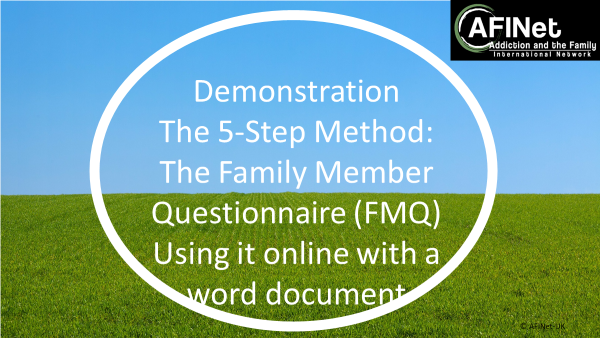 AFINet
Addiction and the Family
International Network
Demonstration
The 5-Step Method:
The Family Member
Questionnaire (FMQ)
Using it online with a
word document
© AFINet-UK